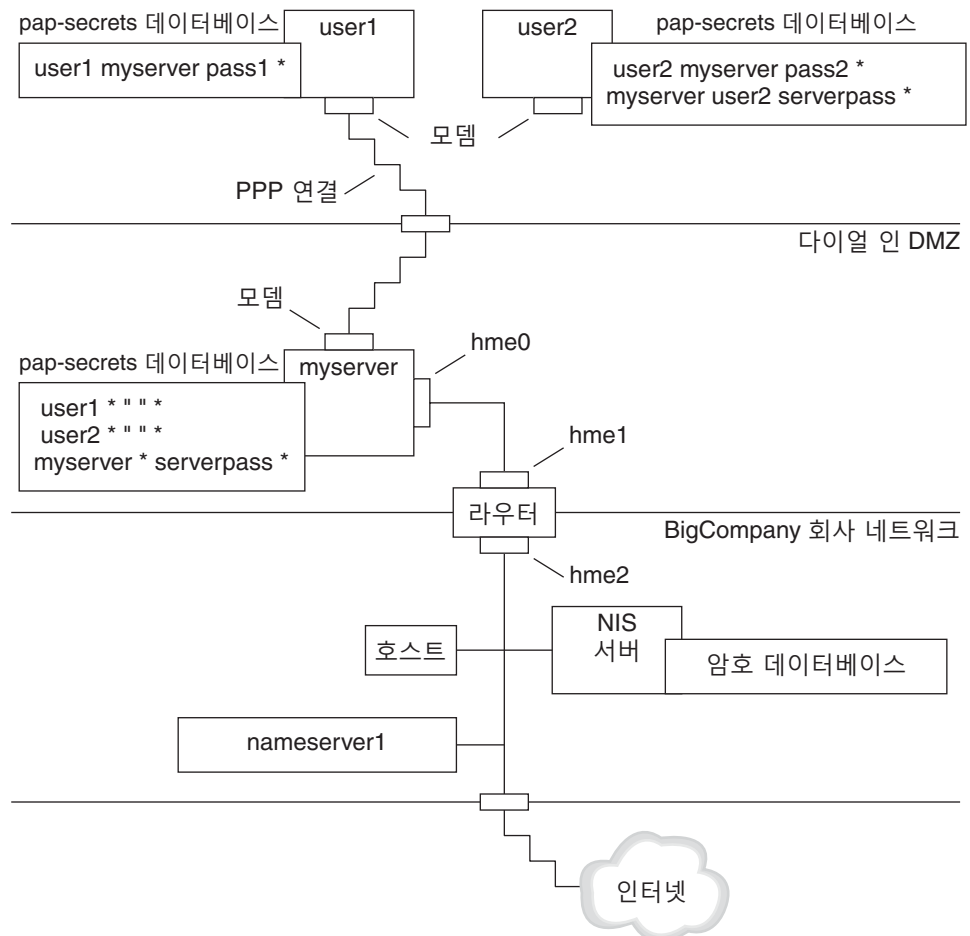 pap-secrets 데이터베이스
user1
user1 myserver pass1 *
user2
pap-secrets 데이터베이스
user2 myserver pass2 *
myserver user2 serverpass *
모뎀
PPP 연결
다이얼 인 DMZ
모뎀
hme0
pap-secrets 데이터베이스
myserver
user1 * " " *
user2 * " " *
myserver * serverpass *
hme1
라우터
BigCompany 회사 네트워크
hme2
호스트
NIS
서버
암호 데이터베이스
nameserver1
인터넷